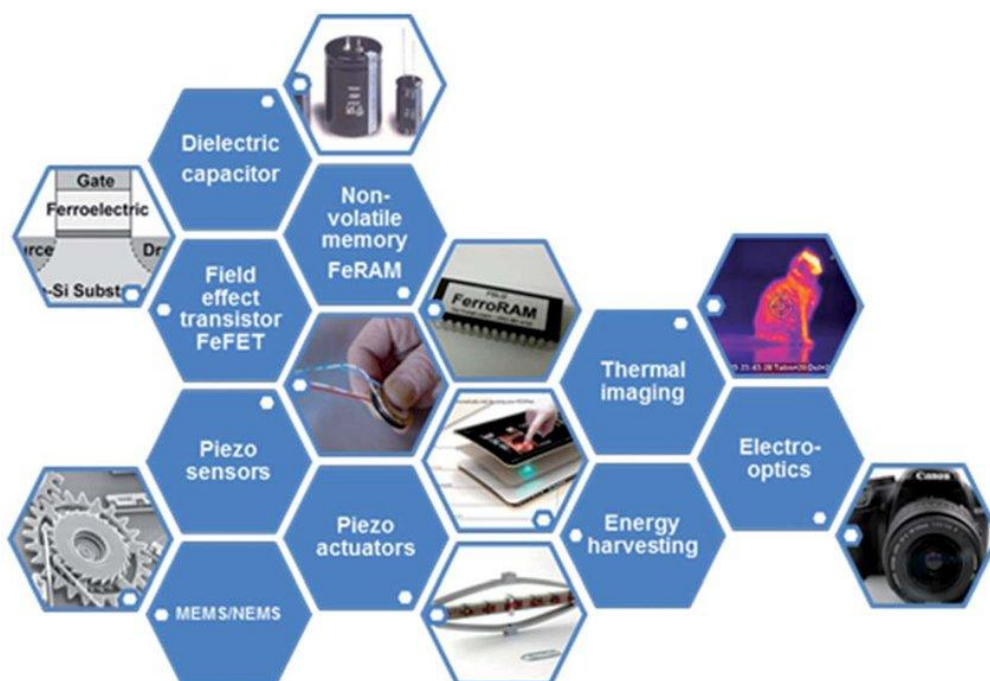 Dielectric
capacitor
Gate
Ferroelectric
Non-
volatile
memory
FeRAM
Field
effect
transistor
FeFET
FerroRAM
Thermal
imaging
Piezo
sensors
Electro-
optics
Canon
Piezo
actuators
Energy
harvesting
MEMS/NEMS